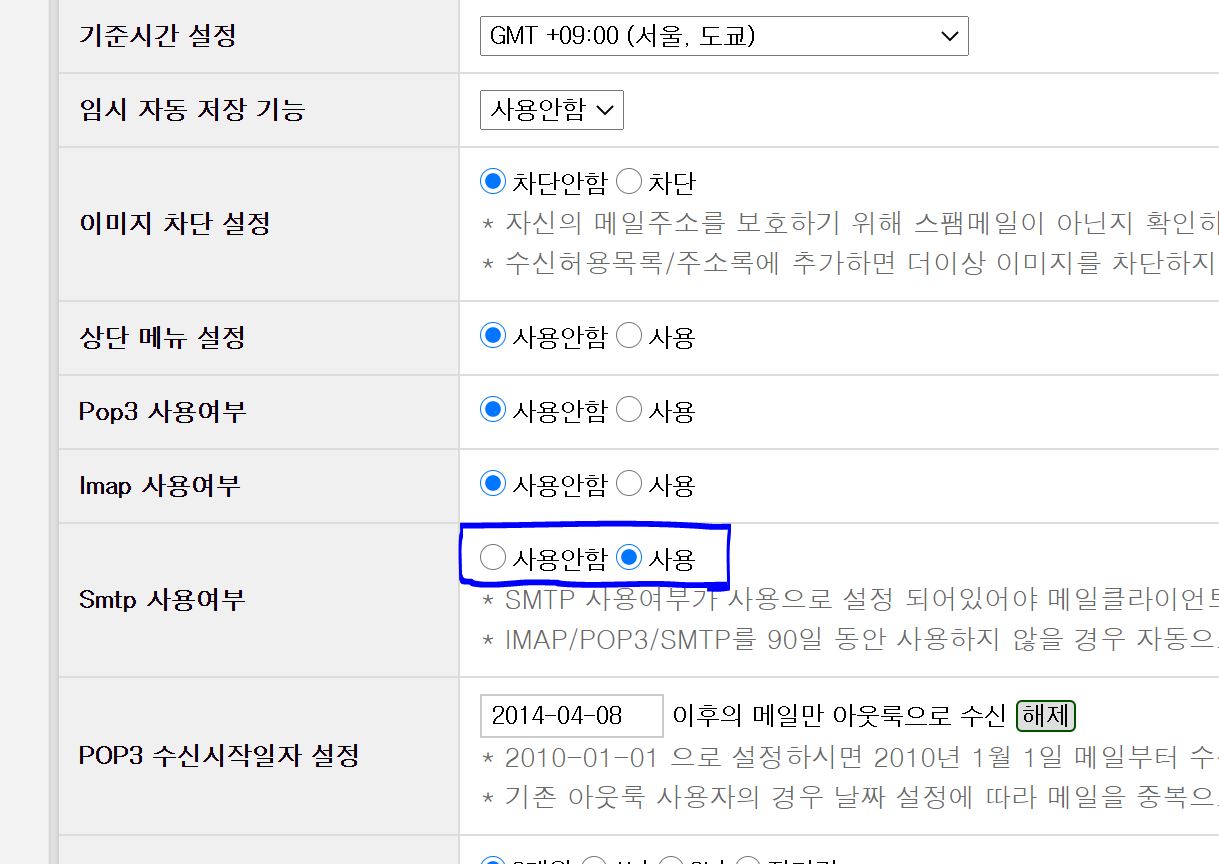 기준시간 설정
GMT +09:00 (서울, 도쿄)
임시 자동 저장 기능
사용안함
이미지 차단 설정
차단안함 차단
* 자신의 메일주소를 보호하기 위해 스팸메일이 아닌지 확인하
* 수신허용목록/주소록에 추가하면 더이상 이미지를 차단하지
상단 메뉴 설정
사용안함 사용
Pop3 사용여부
사용안함 사용
Imap 사용여부
사용안함 사용
Smtp 사용여부
사용안함 사용
* SMTP 사용여부가 사용으로 설정 되어있어야 메일클라이언트
* IMAP/POP3/SMTP를 90일 동안 사용하지 않을 경우 자동으
POP3 수신시작일자 설정
2014-04-08 이후의 메일만 아웃룩으로 수신 해제
* 2010-01-01 으로 설정하시면 2010년 1월 1일 메일부터 수
* 기존 아웃룩 사용자의 경우 날짜 설정에 따라 메일을 중복으